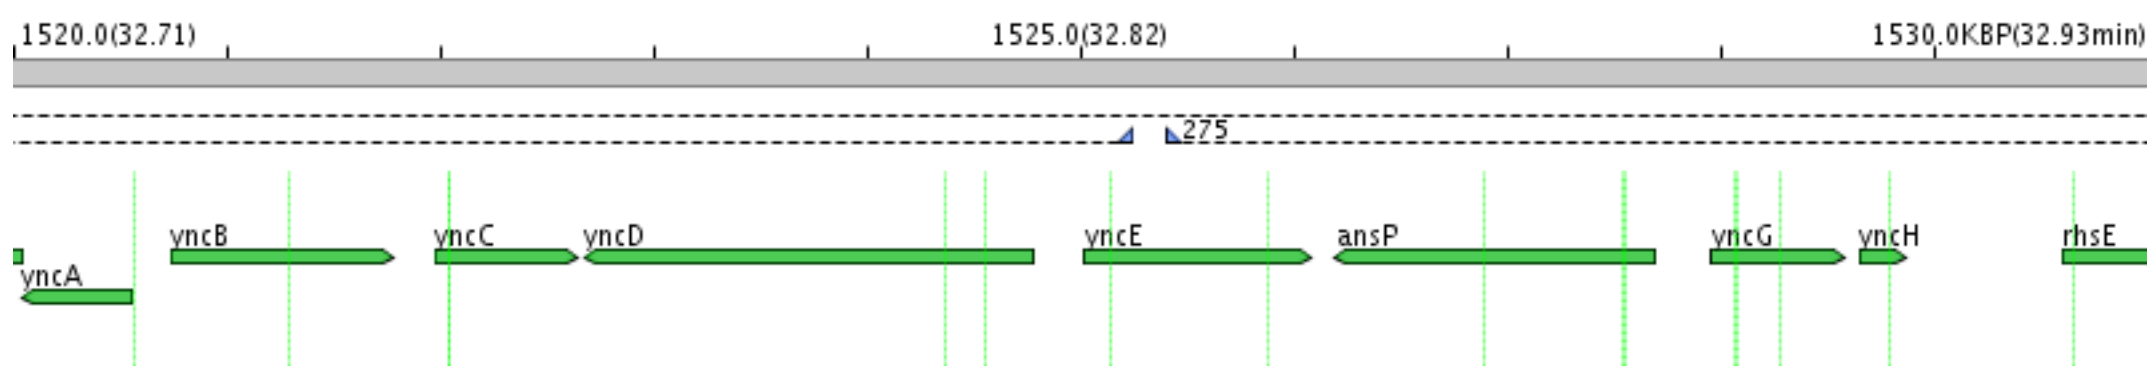 1520.0(32.71) 1525.0(32.82) 1530.0KBP(32.93min)
275
yncB yncC yncD yncE ansP yncG yncH rhsE
yncA